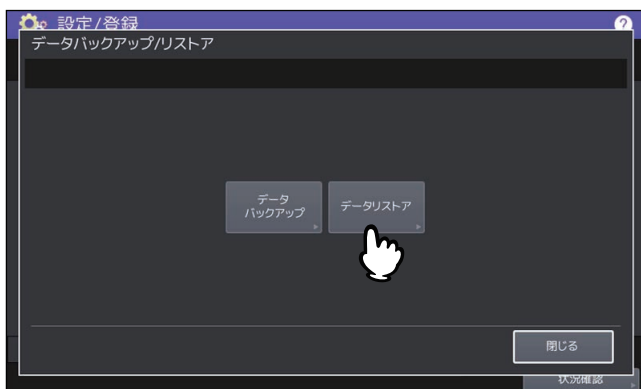 設定/登録
?
データバックアップ/リストア
データ
バックアップ
データリストア
閉じる
状況確認